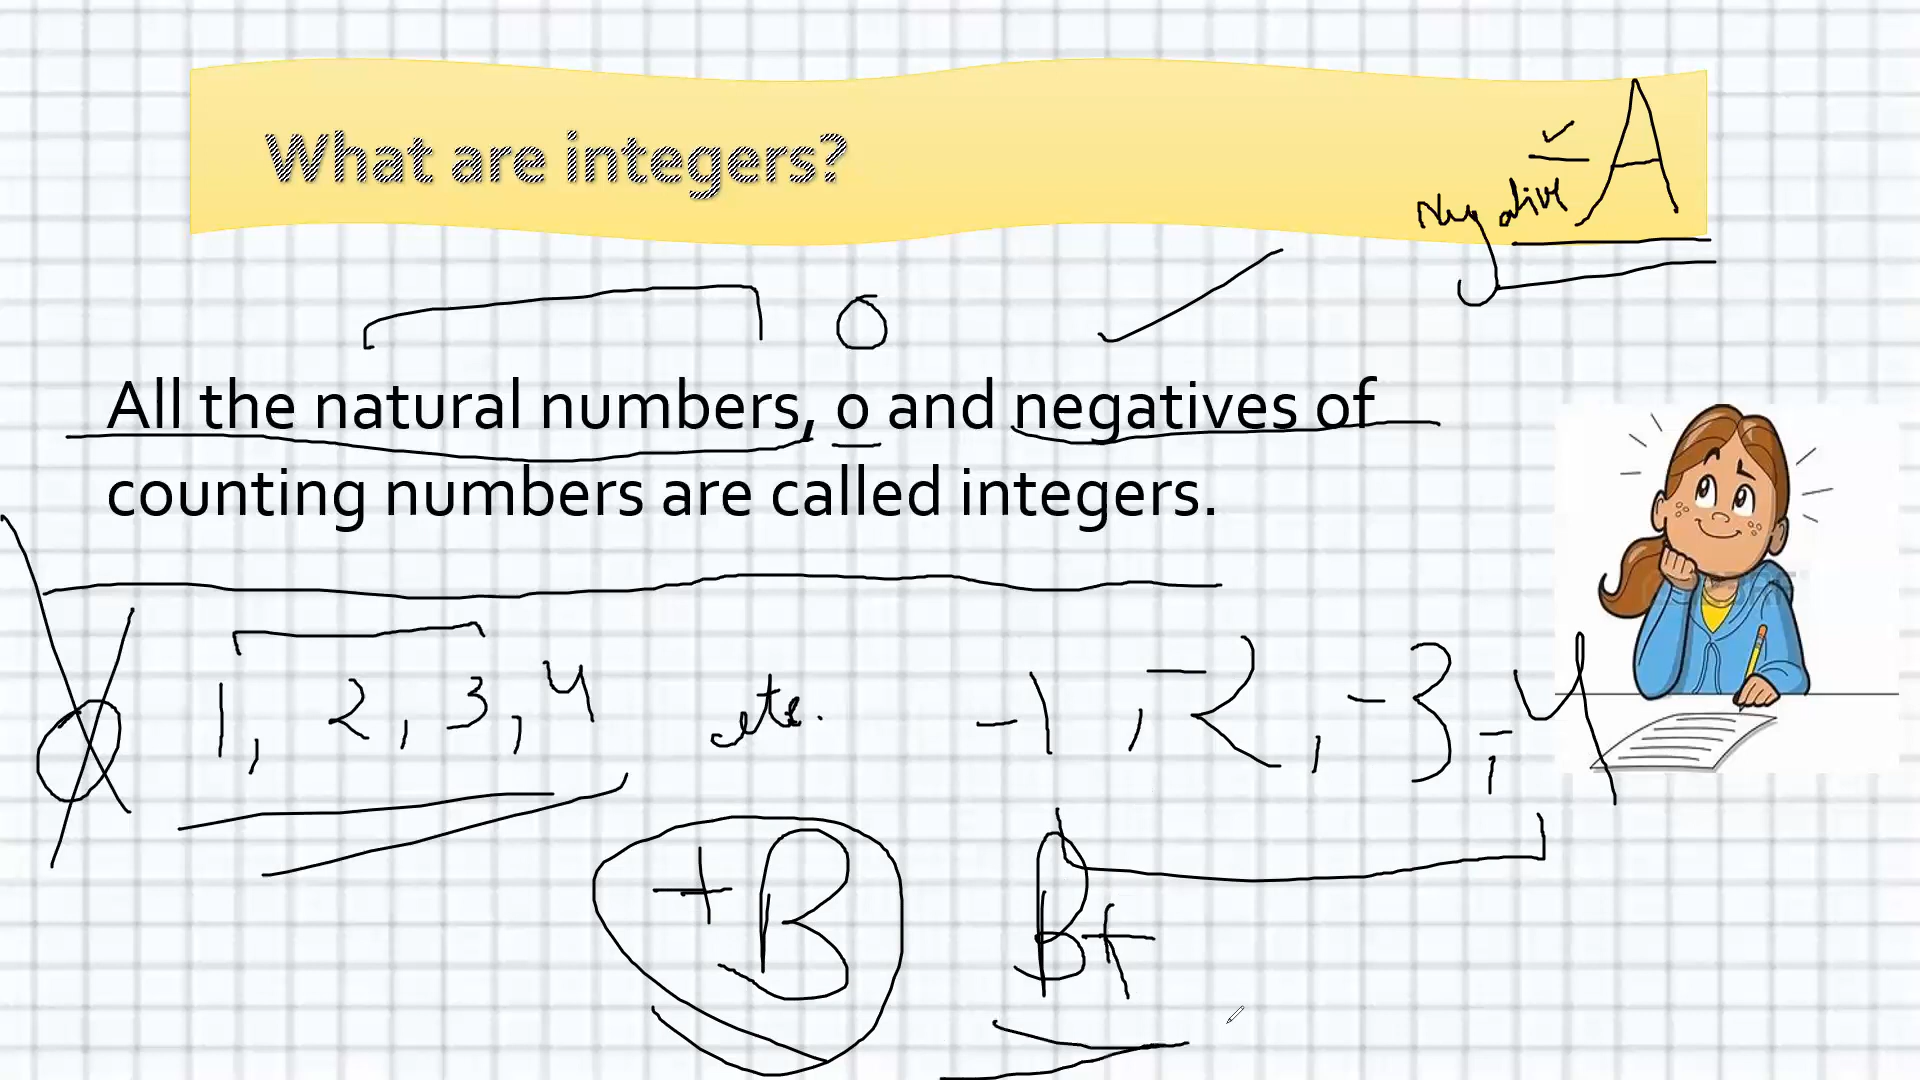 What are integers?
-A
Negative
0
All the natural numbers, 0 and negatives of
counting numbers are called integers.
0 1, 2, 3, 4 etc. -1, -2, -3, -4
+B B+